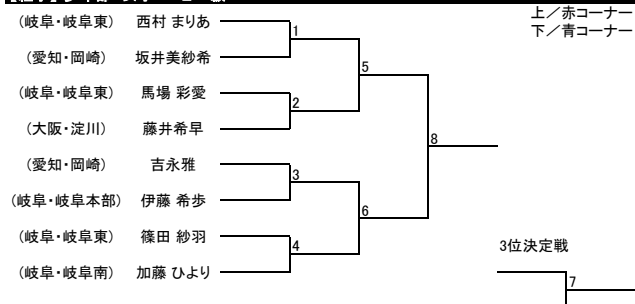 上／赤コーナー
下／青コーナー
（岐阜・岐阜東） 西村 まりあ
1
（愛知・岡崎） 坂井美紗希
5
（岐阜・岐阜東） 馬場 彩愛
2
（大阪・淀川） 藤井希早
8
（愛知・岡崎） 吉永雅
3
（岐阜・岐阜本部） 伊藤 希歩
6
（岐阜・岐阜東） 篠田 紗羽
4
3位決定戦
（岐阜・岐阜南） 加藤 ひより
7